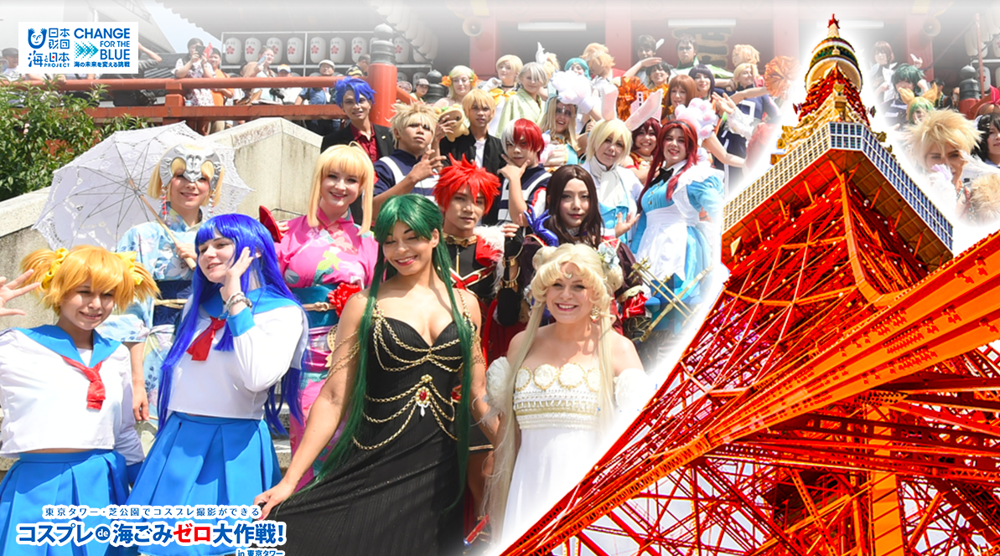 日本
財団
海と日本
PROJECT
CHANGE
FOR THE
BLUE
海の未来を変える挑戦
東京タワー・芝公園でコスプレ撮影ができる
コスプレde海ごみゼロ大作戦!
in 東京タワー